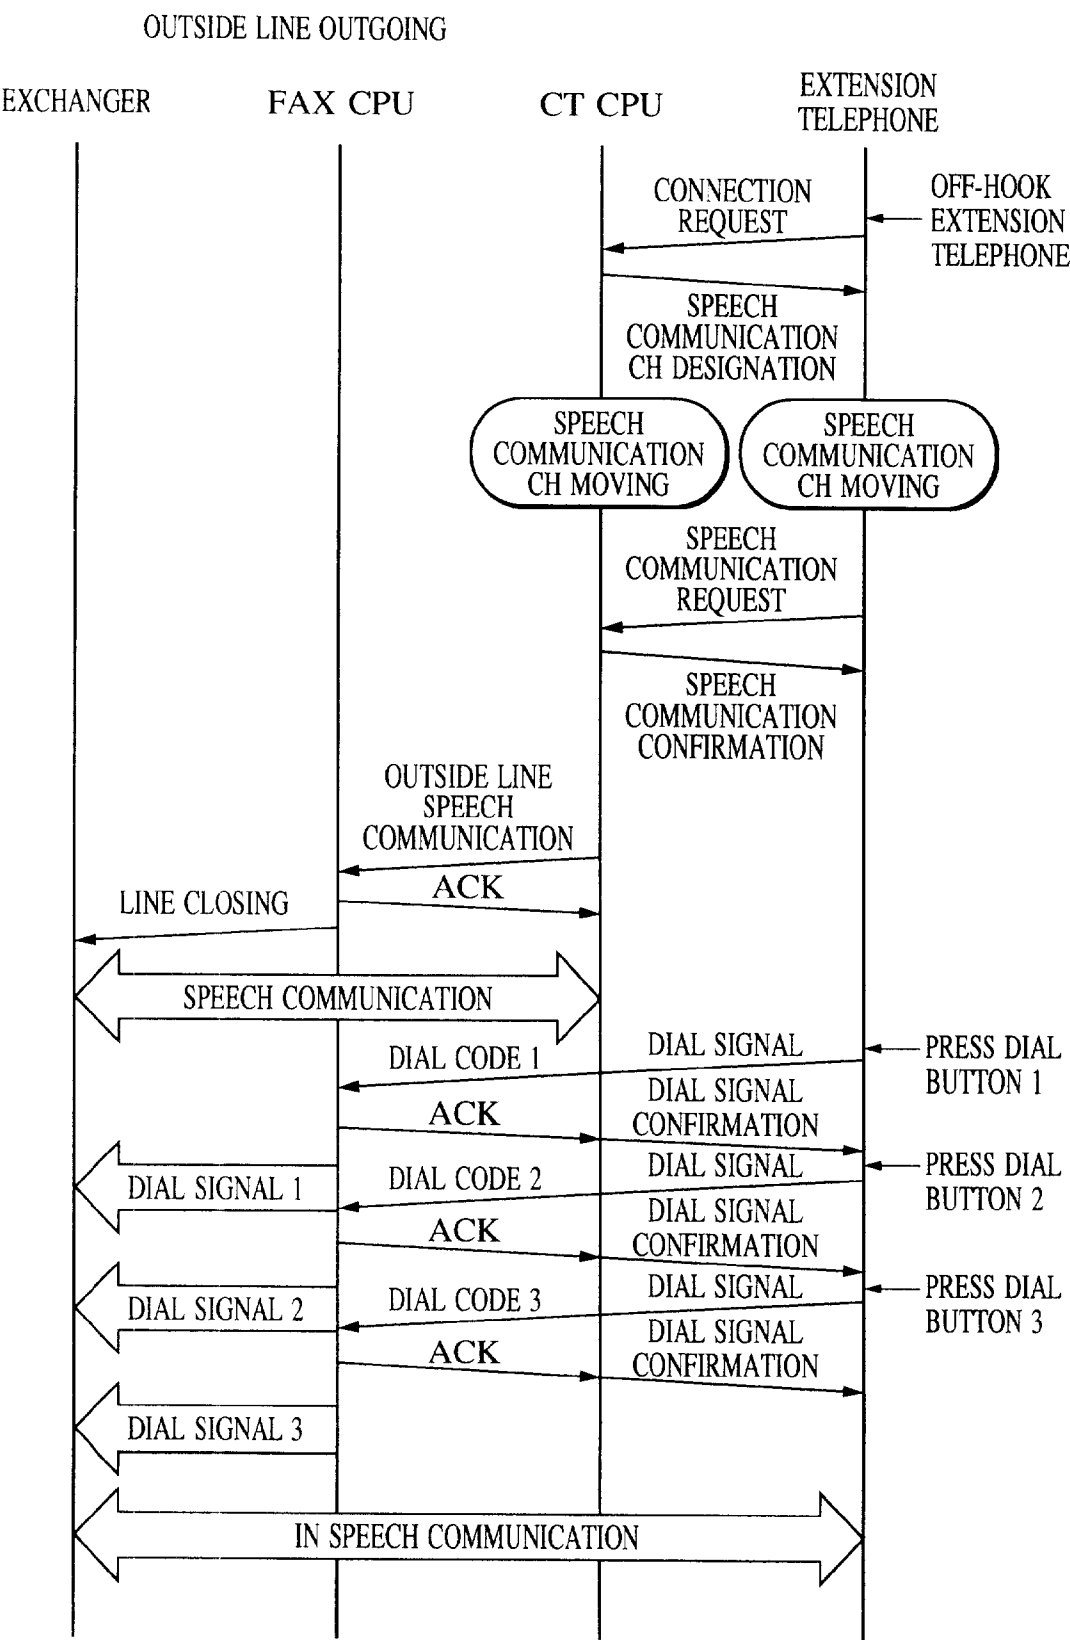 OUTSIDE LINE OUTGOING
EXCHANGER
FAX CPU
CT CPU
EXTENSION
TELEPHONE
CONNECTION
REQUEST
OFF-HOOK
EXTENSION
TELEPHONE
SPEECH
COMMUNICATION
CH DESIGNATION
SPEECH
COMMUNICATION
CH MOVING
SPEECH
COMMUNICATION
CH MOVING
SPEECH
COMMUNICATION
REQUEST
SPEECH
COMMUNICATION
CONFIRMATION
OUTSIDE LINE
SPEECH
COMMUNICATION
ACK
LINE CLOSING
SPEECH COMMUNICATION
DIAL CODE 1
DIAL SIGNAL
PRESS DIAL
BUTTON 1
ACK
DIAL SIGNAL
CONFIRMATION
DIAL SIGNAL 1
DIAL CODE 2
DIAL SIGNAL
PRESS DIAL
BUTTON 2
ACK
DIAL SIGNAL
CONFIRMATION
DIAL SIGNAL 2
DIAL CODE 3
DIAL SIGNAL
PRESS DIAL
BUTTON 3
ACK
DIAL SIGNAL
CONFIRMATION
DIAL SIGNAL 3
IN SPEECH COMMUNICATION